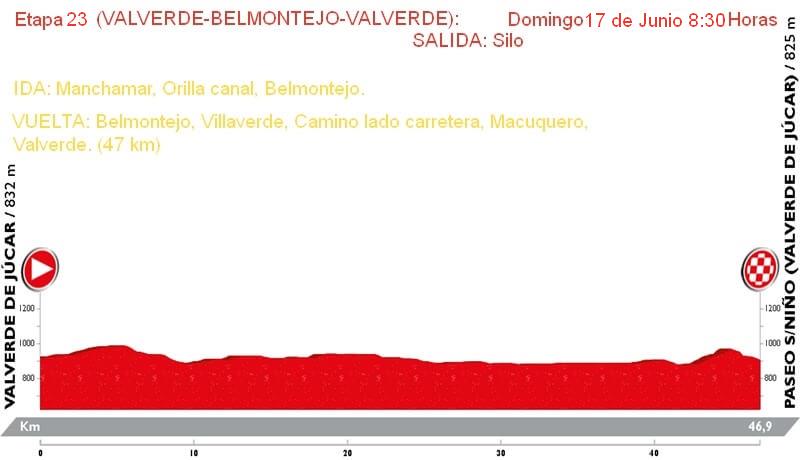 Etapa 23 (VALVERDE-BELMONTEJO-VALVERDE): Domingo 17 de Junio 8:30 Horas
SALIDA: Silo
IDA: Manchamar, Orilla canal, Belmontejo.
VUELTA: Belmontejo, Villaverde, Camino lado carretera, Macuquero,
Valverde. (47 km)
VALVERDE DE JÚCAR / 832 m
PASEO S/NIÑO (VALVERDE DE JÚCAR) / 825 m
1200
1000
800
1200
1000
800
Km 46,9
0 10 20 30 40